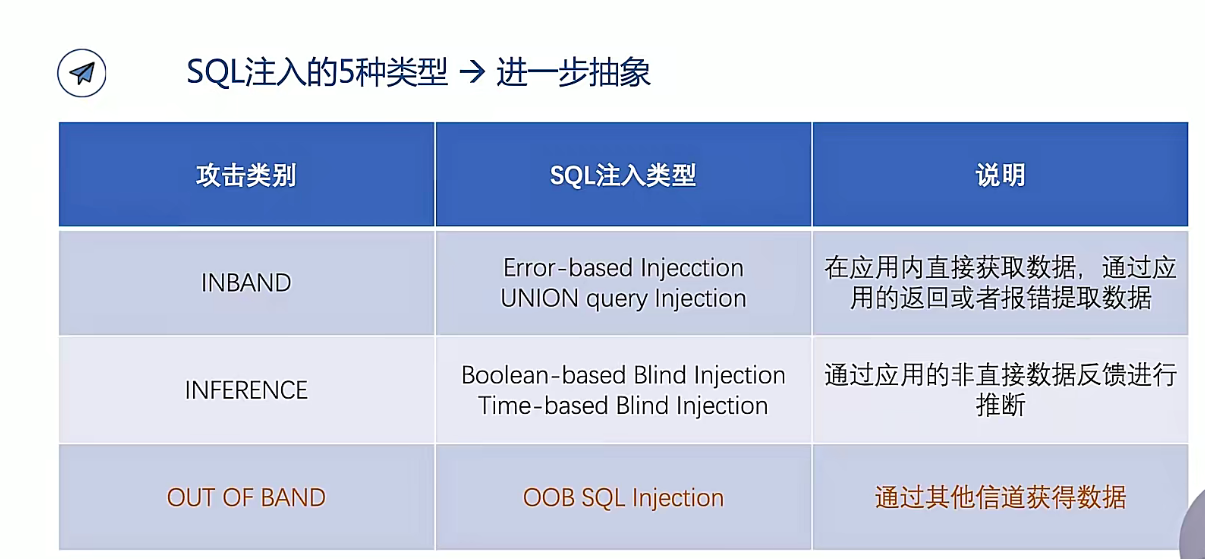 SQL注入的5种类型 → 进一步抽象
攻击类别
SQL注入类型
说明
INBAND
Error-based Injecction
UNION query Injection
在应用内直接获取数据，通过应
用的返回或者报错提取数据
INFERENCE
Boolean-based Blind Injection
Time-based Blind Injection
通过应用的非直接数据反馈进行
推断
OUT OF BAND
OOB SQL Injection
通过其他信道获得数据